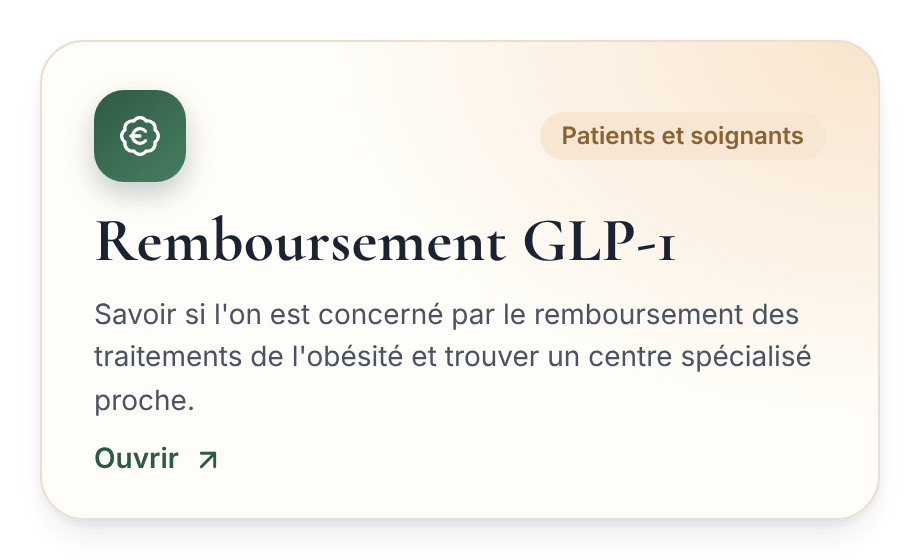 €
Patients et soignants
Remboursement GLP-1
Savoir si l'on est concerné par le remboursement des
traitements de l'obésité et trouver un centre spécialisé
proche.
Ouvrir